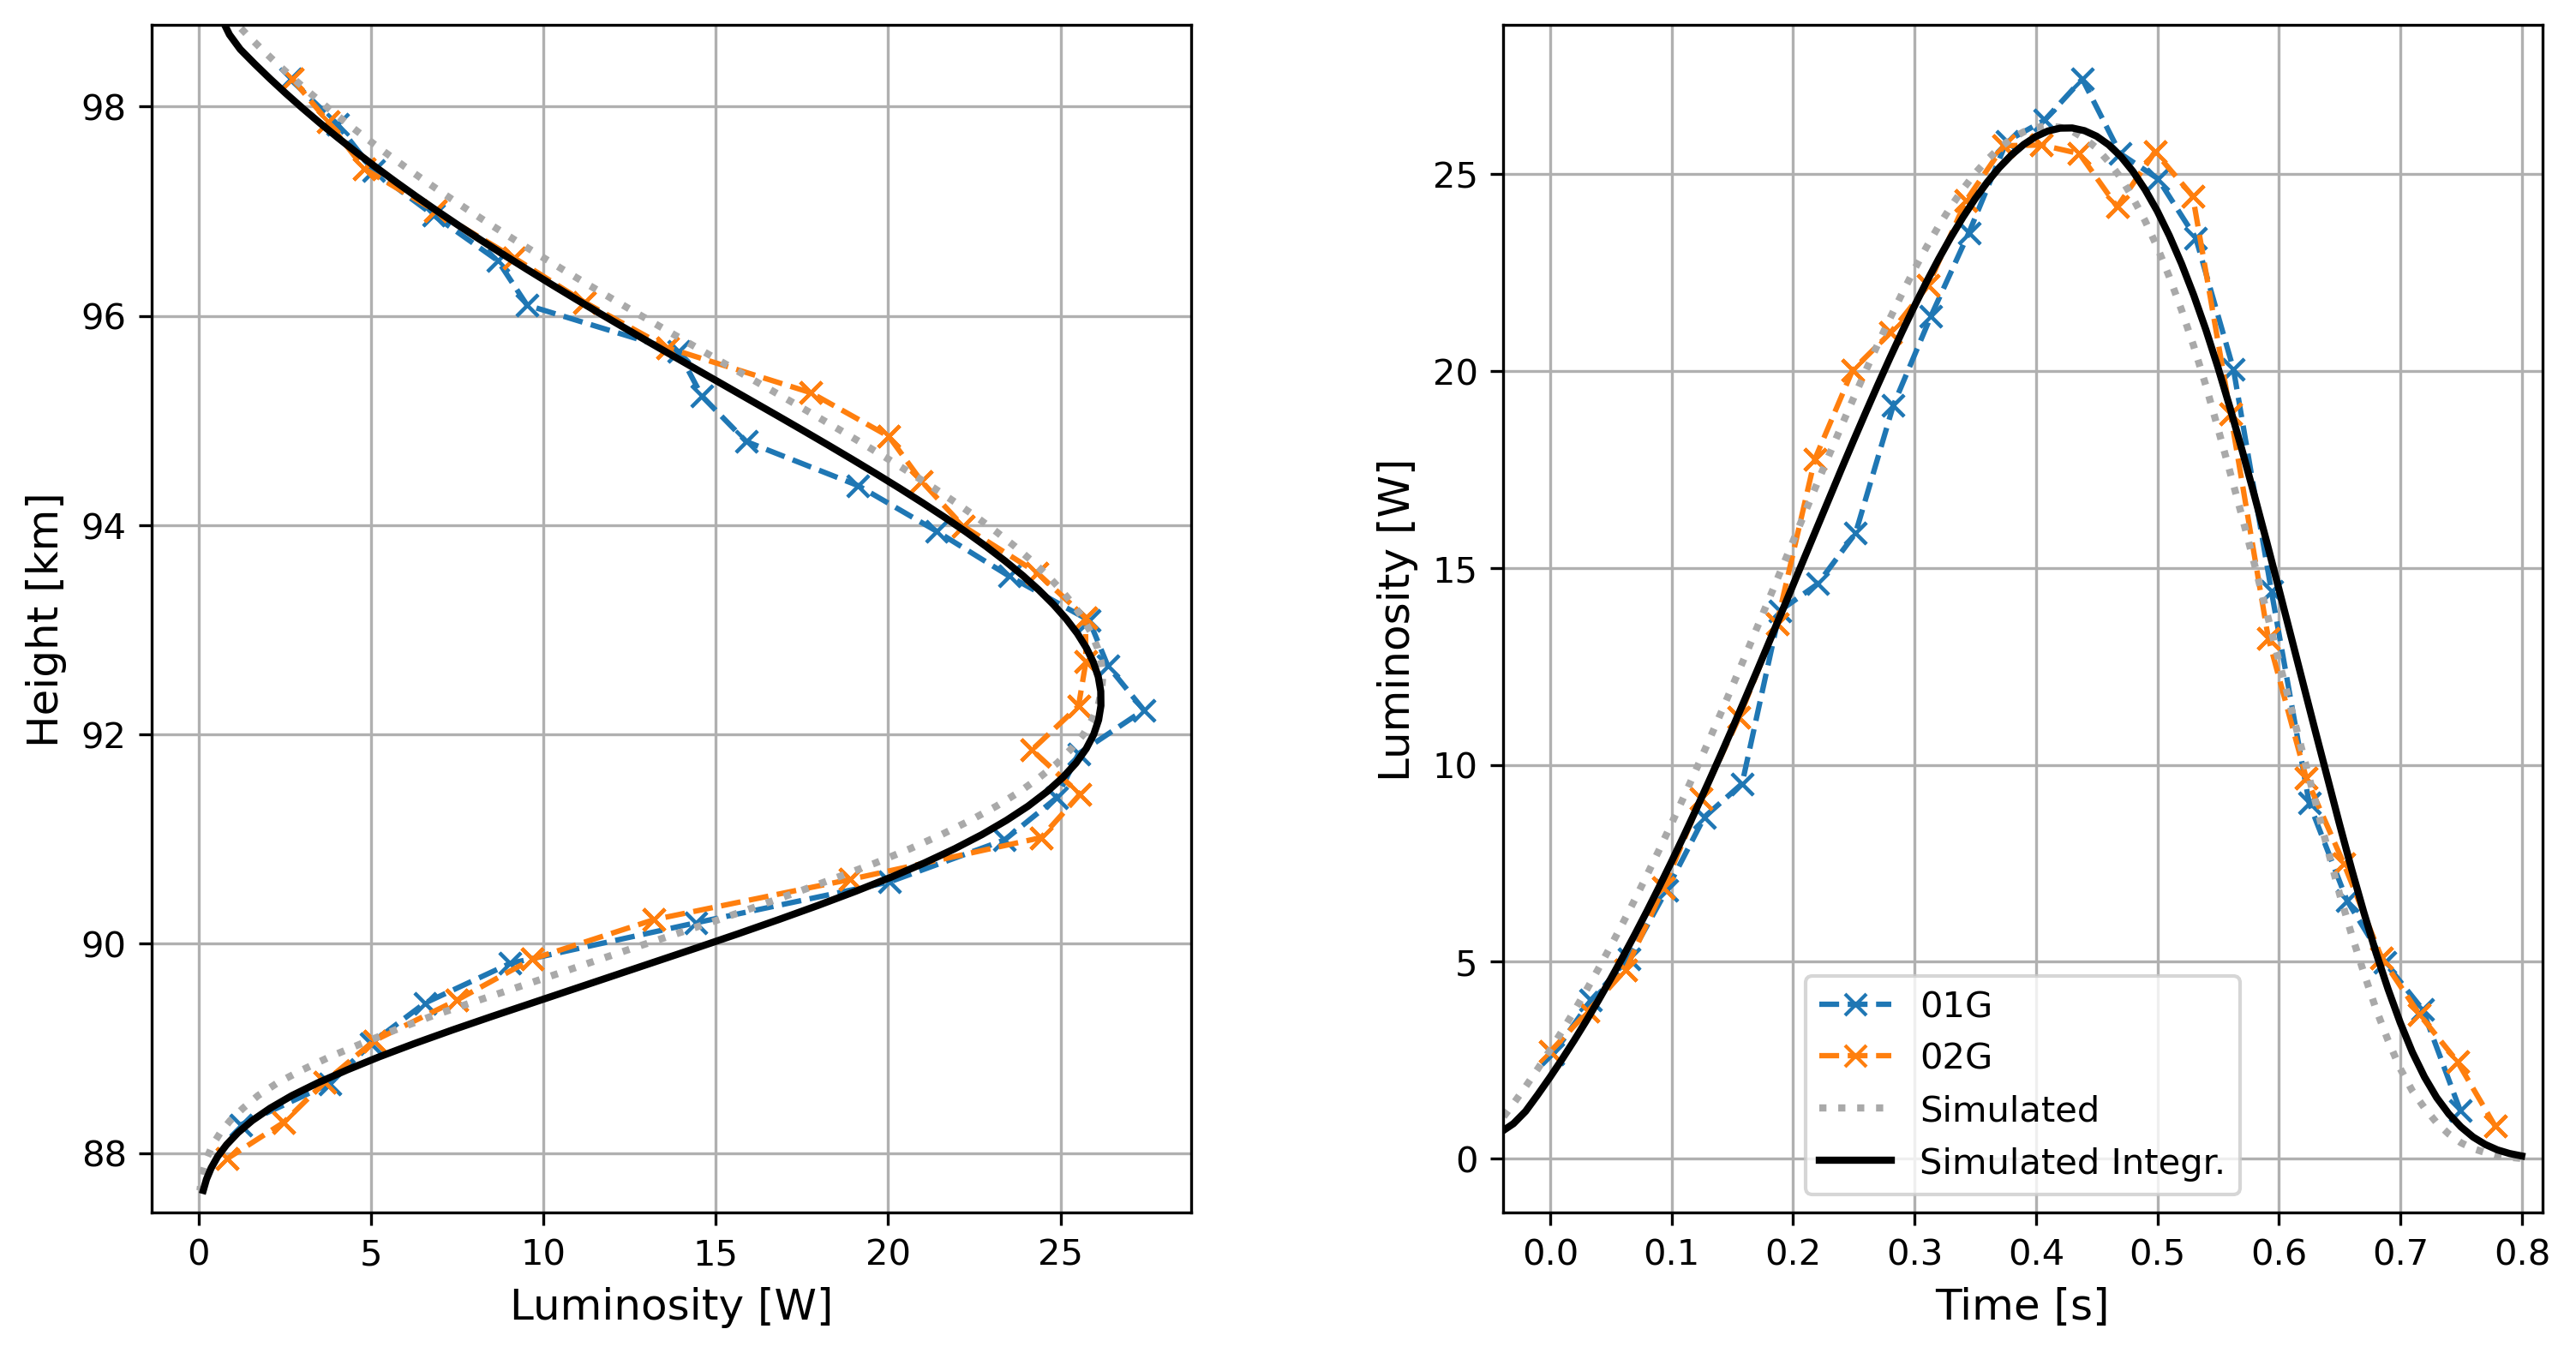 Height [km]
98
96
94
92
90
88
0 5 10 15 20 25
Luminosity [W]
Luminosity [W]
25
20
15
10
5
0
0.0 0.1 0.2 0.3 0.4 0.5 0.6 0.7 0.8
Time [s]
01G
02G
Simulated
Simulated Integr.